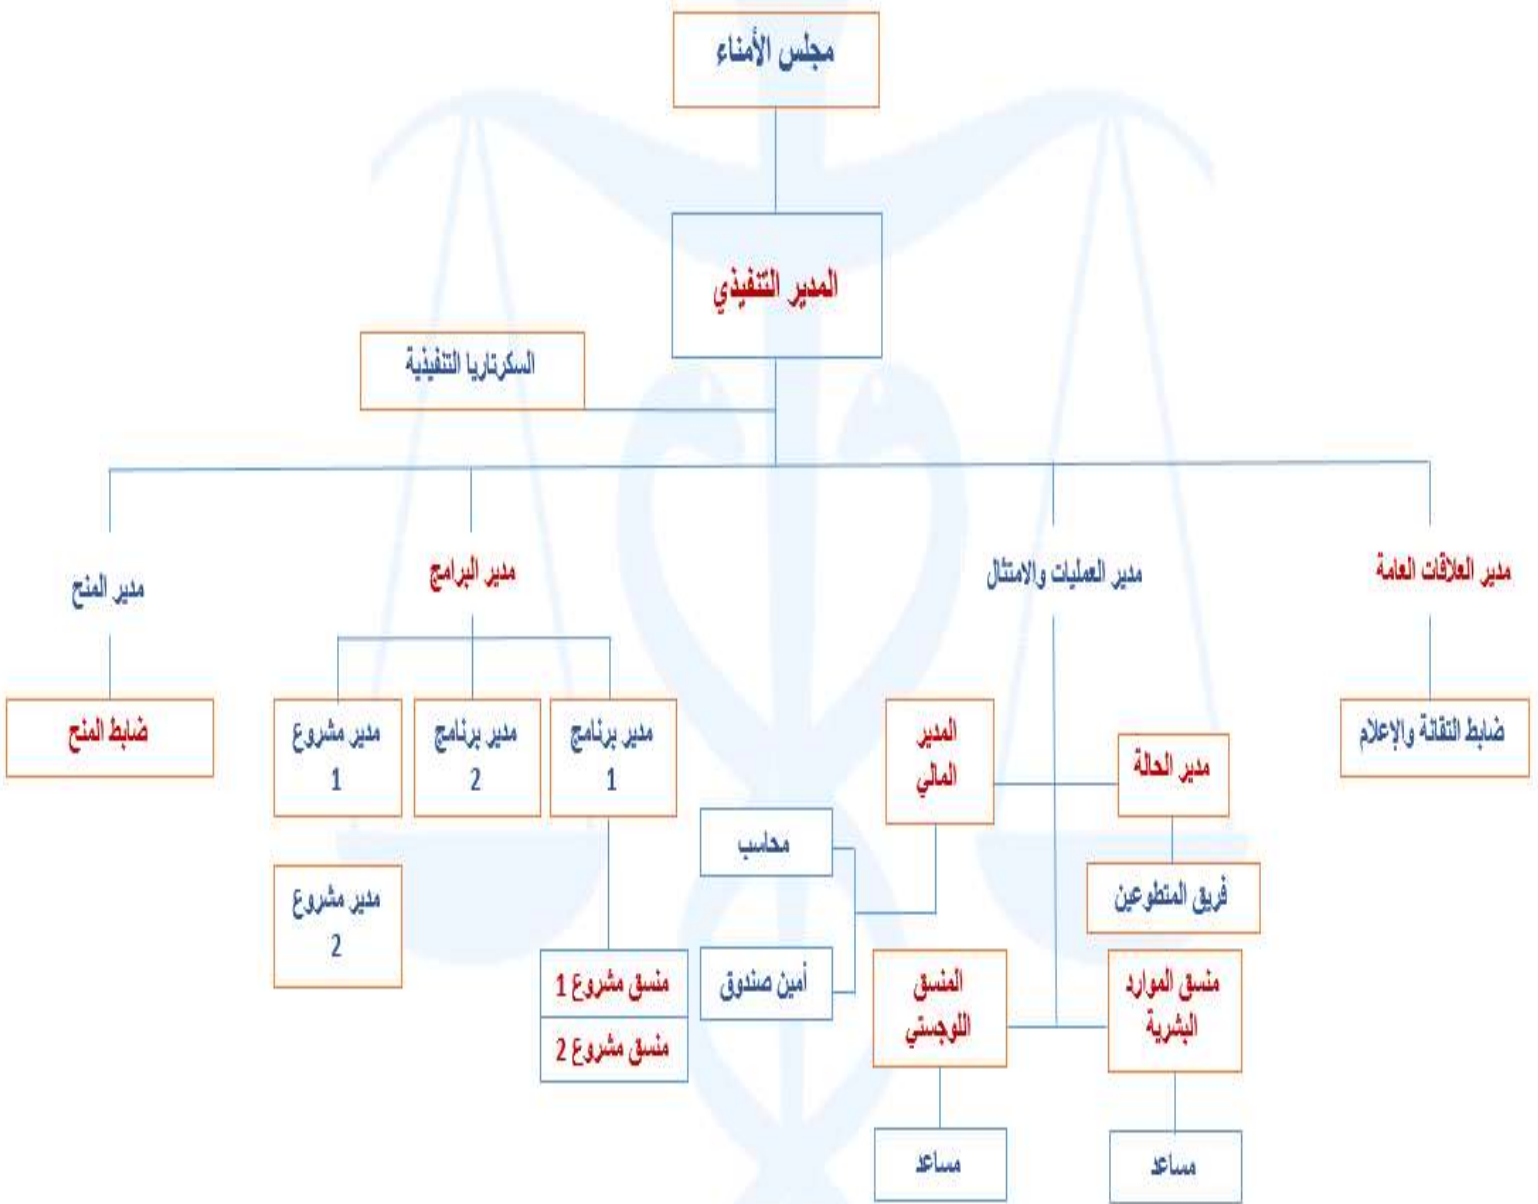 مجلس الأمناء
المدير التنفيذي
السكرتاريا التنفيذية
مدير العلاقات العامة
مدير العمليات والامتثال
مدير البرامج
مدير المنح
ضابط التقانة والإعلام
مدير الحالة
المدير
المالي
مدير برنامج
1
مدير برنامج
2
مدير مشروع
1
ضابط المنح
فريق المتطوعين
محاسب
مدير مشروع
2
منسق الموارد
البشرية
المنسق
اللوجستي
أمين صندوق
منسق مشروع 1
منسق مشروع 2
مساعد
مساعد